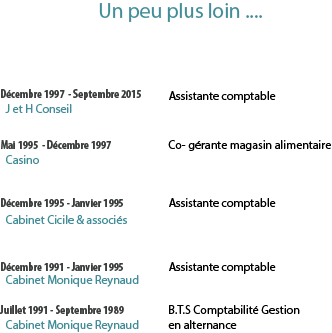 Un peu plus loin ....
Décembre 1997 - Septembre 2015 Assistante comptable
J et H Conseil
Mai 1995 - Décembre 1997 Co- gérante magasin alimentaire
Casino
Décembre 1995 - Janvier 1995 Assistante comptable
Cabinet Cicile & associés
Décembre 1991 - Janvier 1995 Assistante comptable
Cabinet Monique Reynaud
Juillet 1991 - Septembre 1989 B.T.S Comptabilité Gestion
Cabinet Monique Reynaud en alternance